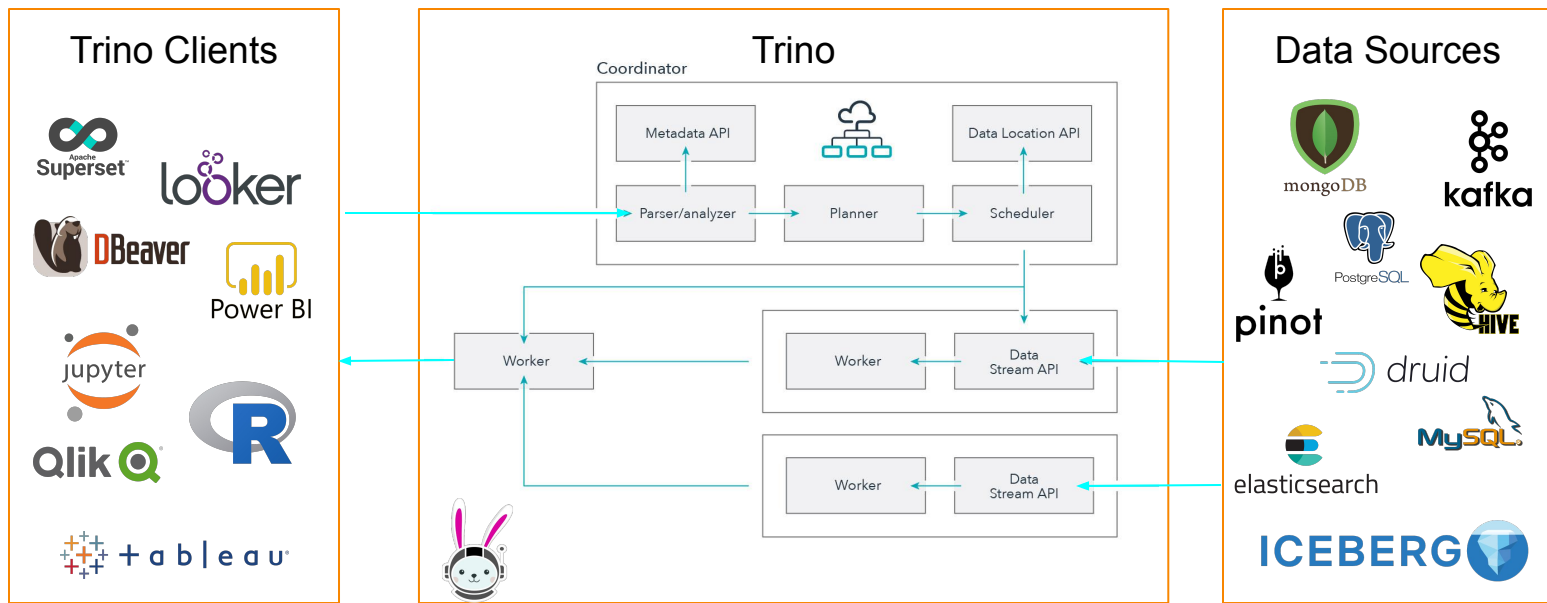 Trino Clients
Apache
Superset™
looker
DBeaver
Power BI
jupyter
R
Qlik
+ a b l e a u
Trino
Coordinator
Metadata API
Data Location API
Parser/analyzer
Planner
Scheduler
Worker
Worker
Data
Stream API
Worker
Data
Stream API
Data Sources
mongoDB
kafka
PostgreSQL
p
pinot
HIVE
druid
MySQL
elasticsearch
ICEBERG